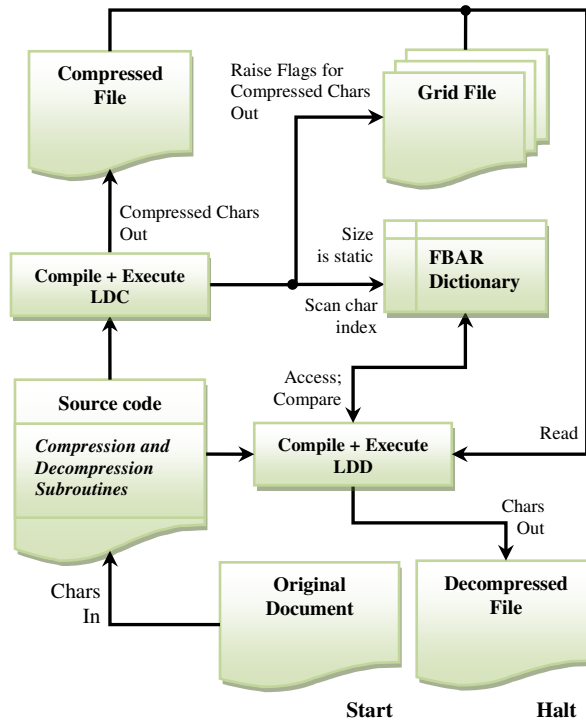 Compressed
File
Raise Flags for
Compressed Chars
Out
Grid File
Compressed Chars
Out
Size
is static
FBAR
Dictionary
Compile + Execute
LDC
Scan char
index
Source code
Compression and
Decompression
Subroutines
Access;
Compare
Compile + Execute
LDD
Read
Chars
Out
Chars
In
Original
Document
Decompressed
File
Start
Halt